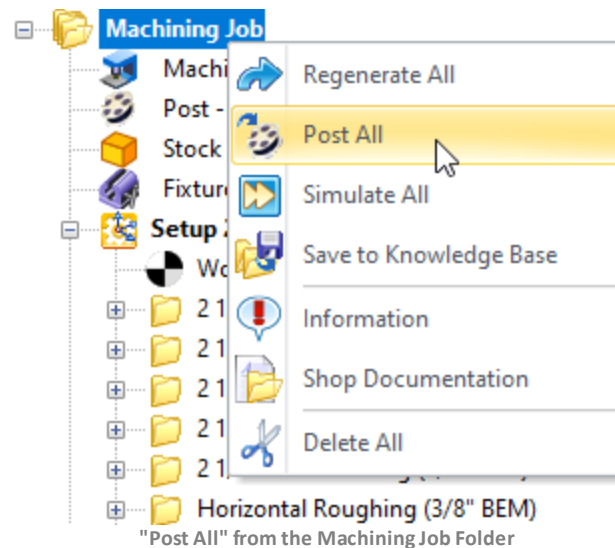 Machining Job
Machi
Regenerate All
Post -
Post All
Stock
Simulate All
Fixtur
Setup
Save to Knowledge Base
Wo
2 1
Information
2 1
2 1
Shop Documentation
2 1
Delete All
2 1
Horizontal Roughing (3/8" BEM)
"Post All" from the Machining Job Folder